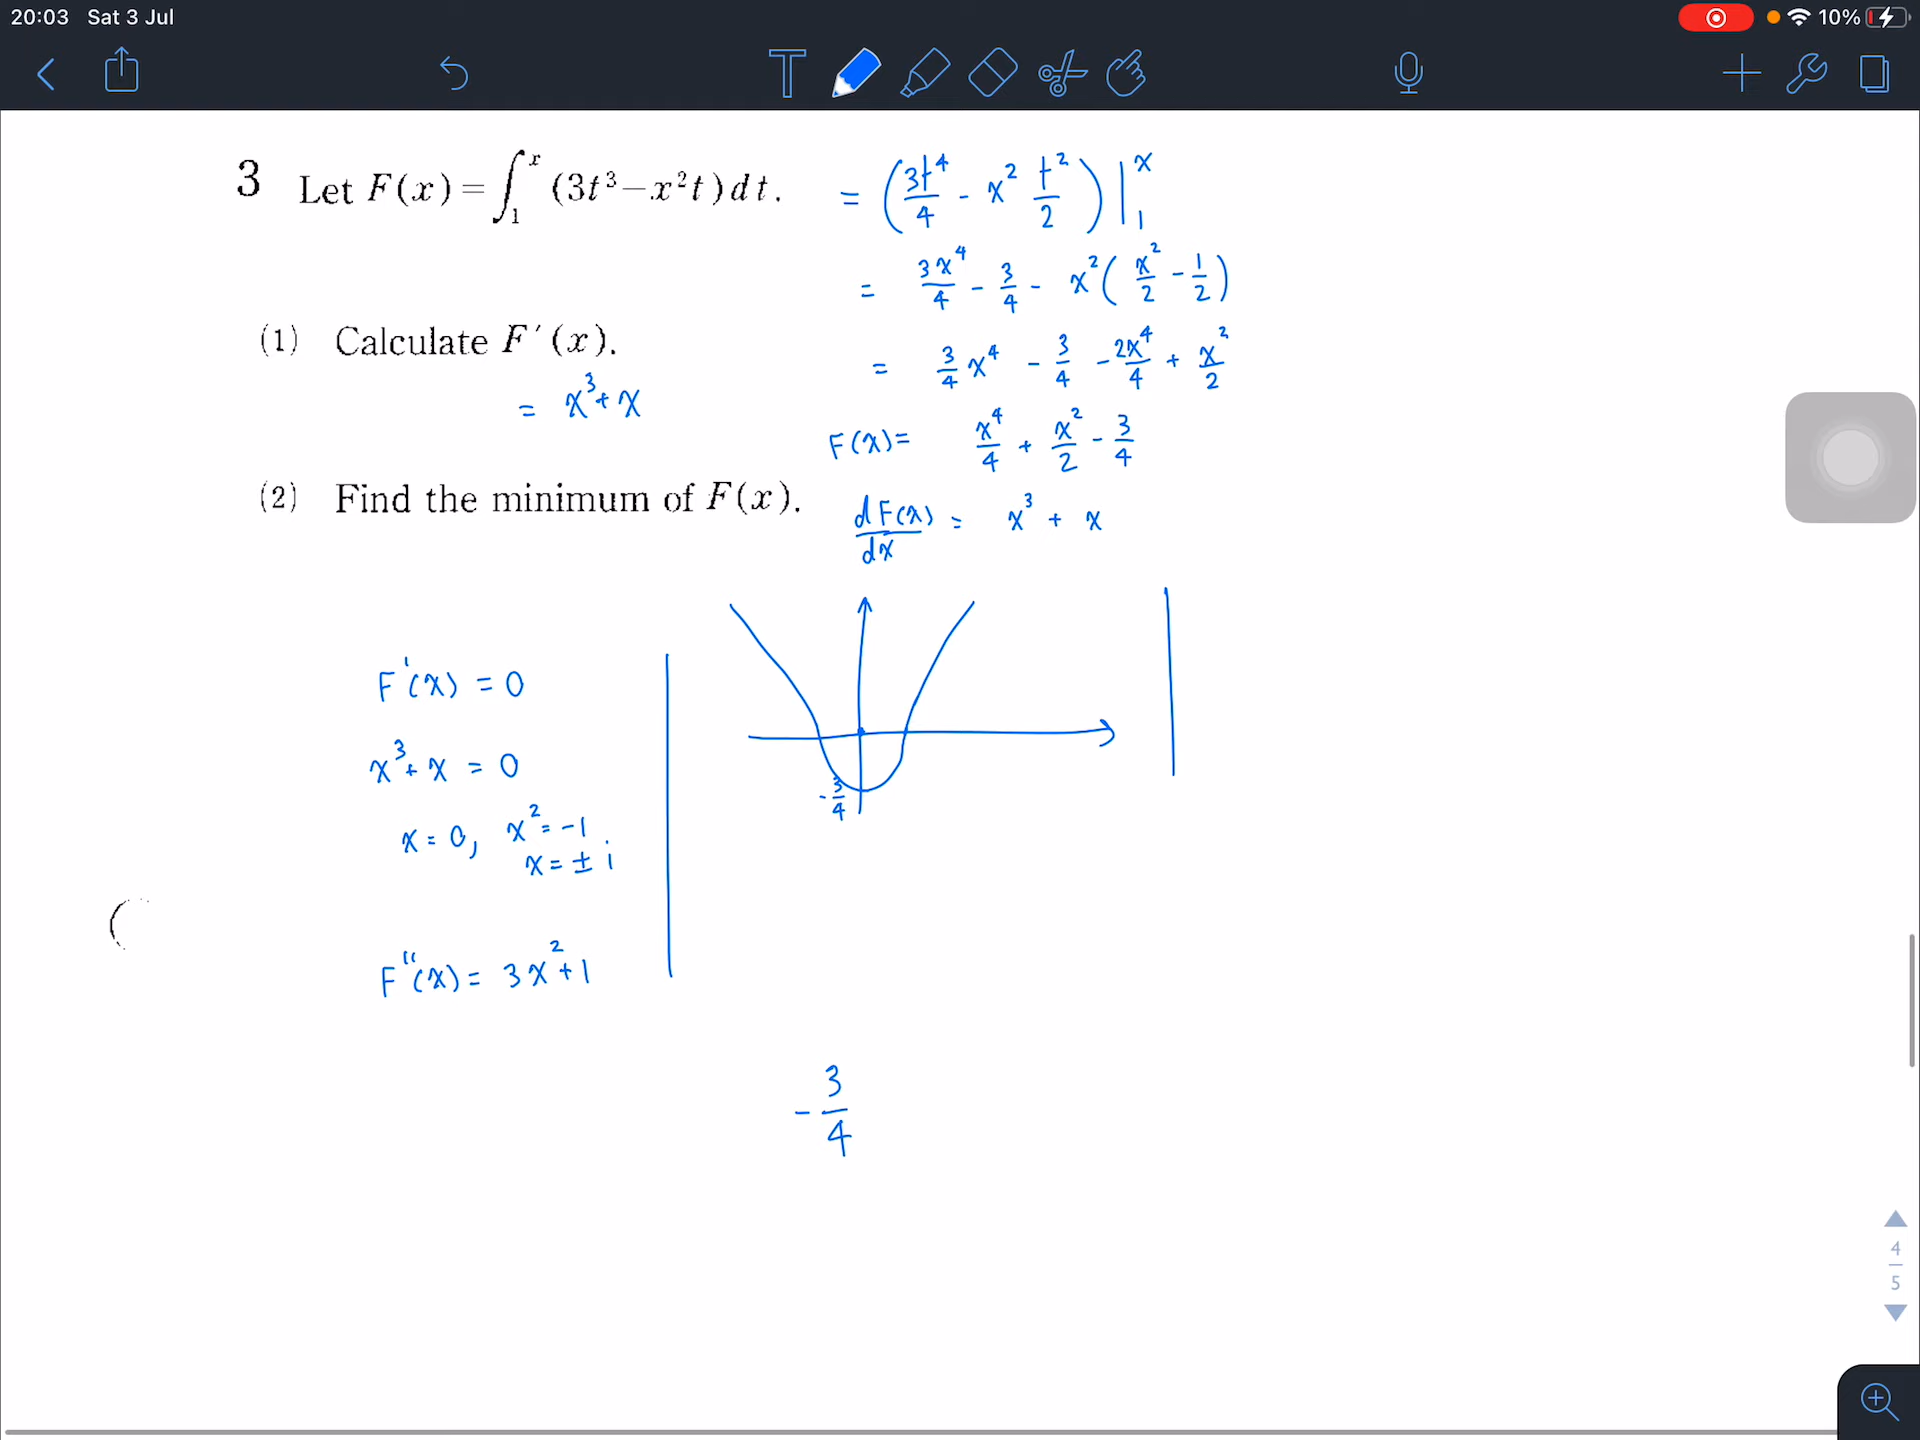 20:03 Sat 3 Jul
10%
T
3 Let F(x)=∫₁ˣ (3t³−x²t)dt. = (3t⁴/4 - x² t²/2)|₁ˣ
= 3x⁴/4 - 3/4 - x²(x²/2 - 1/2)
(1) Calculate F′(x).
= 3/4 x⁴ - 3/4 - 2x⁴/4 + x²/2
= x³+x
F(x)= x⁴/4 + x²/2 - 3/4
(2) Find the minimum of F(x).
dF(x)/dx = x³ + x
F'(x) = 0
x³+x = 0
-3/4
x=0, x²=-1
x=±i
(
F''(x)= 3x²+1
-3/4
4
5